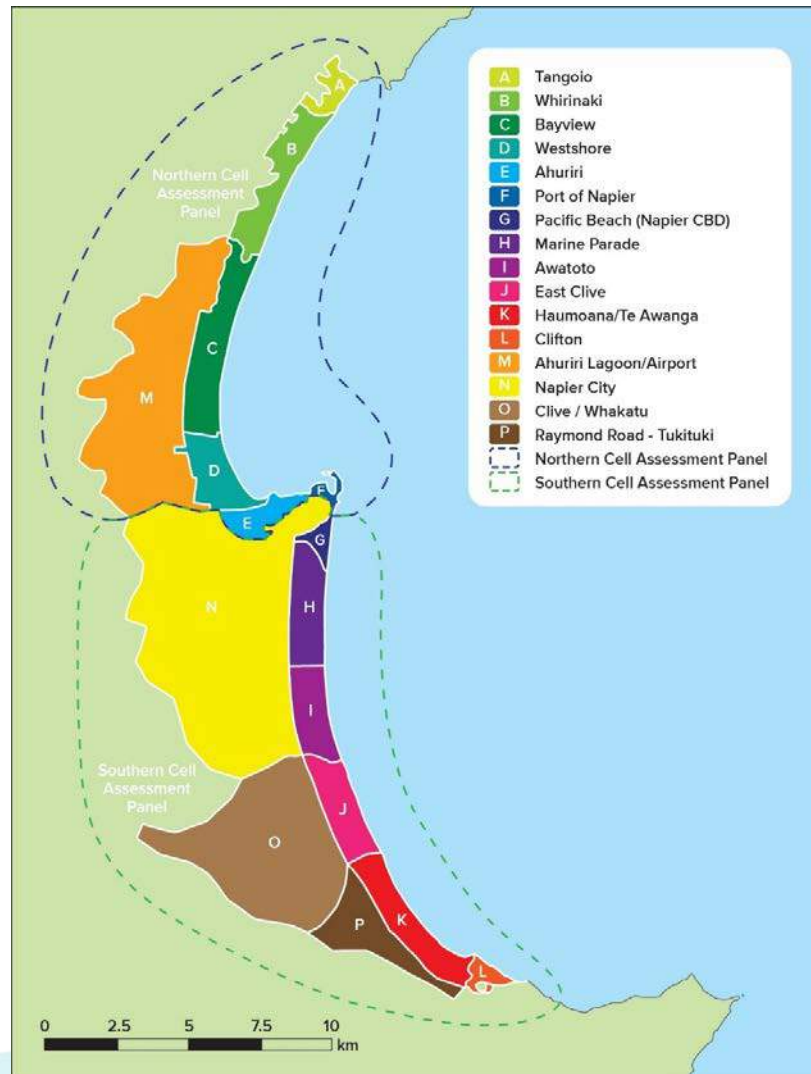 A Tangoio
B Whirinaki
C Bayview
D Westshore
E Ahuriri
F Port of Napier
G Pacific Beach (Napier CBD)
H Marine Parade
I Awatoto
J East Clive
K Haumoana/Te Awanga
L Clifton
M Ahuriri Lagoon/Airport
N Napier City
O Clive / Whakatu
P Raymond Road - Tukituki
Northern Cell Assessment Panel
Southern Cell Assessment Panel
A
B
Northern Cell
Assessment
Panel
C
M
D
F
E
G
N
H
I
Southern Cell
Assessment
Panel
J
O
K
P
L
0 2.5 5 7.5 10
km